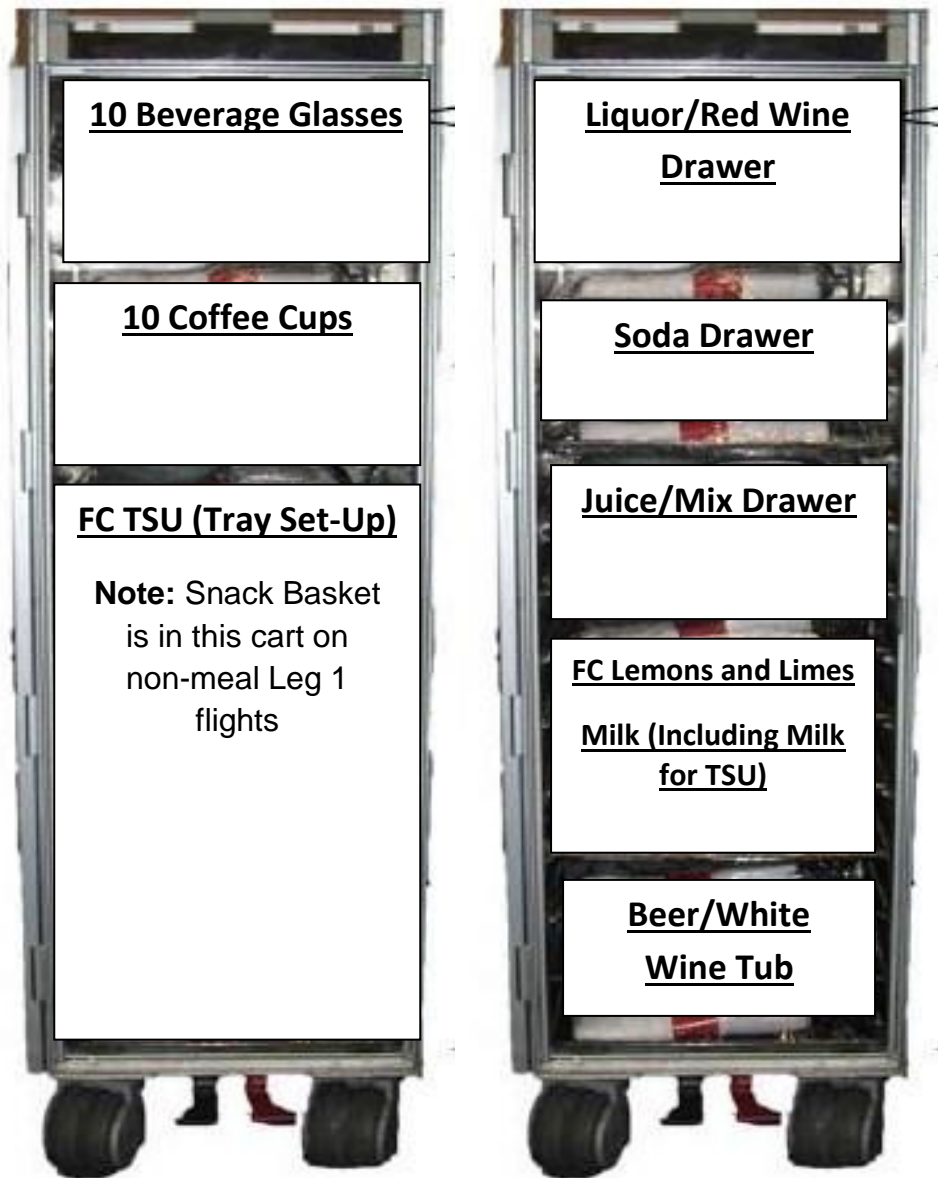 10 Beverage Glasses
10 Coffee Cups
FC TSU (Tray Set-Up)
Note: Snack Basket
is in this cart on
non-meal Leg 1
flights
Liquor/Red Wine
Drawer
Soda Drawer
Juice/Mix Drawer
FC Lemons and Limes
Milk (Including Milk
for TSU)
Beer/White
Wine Tub